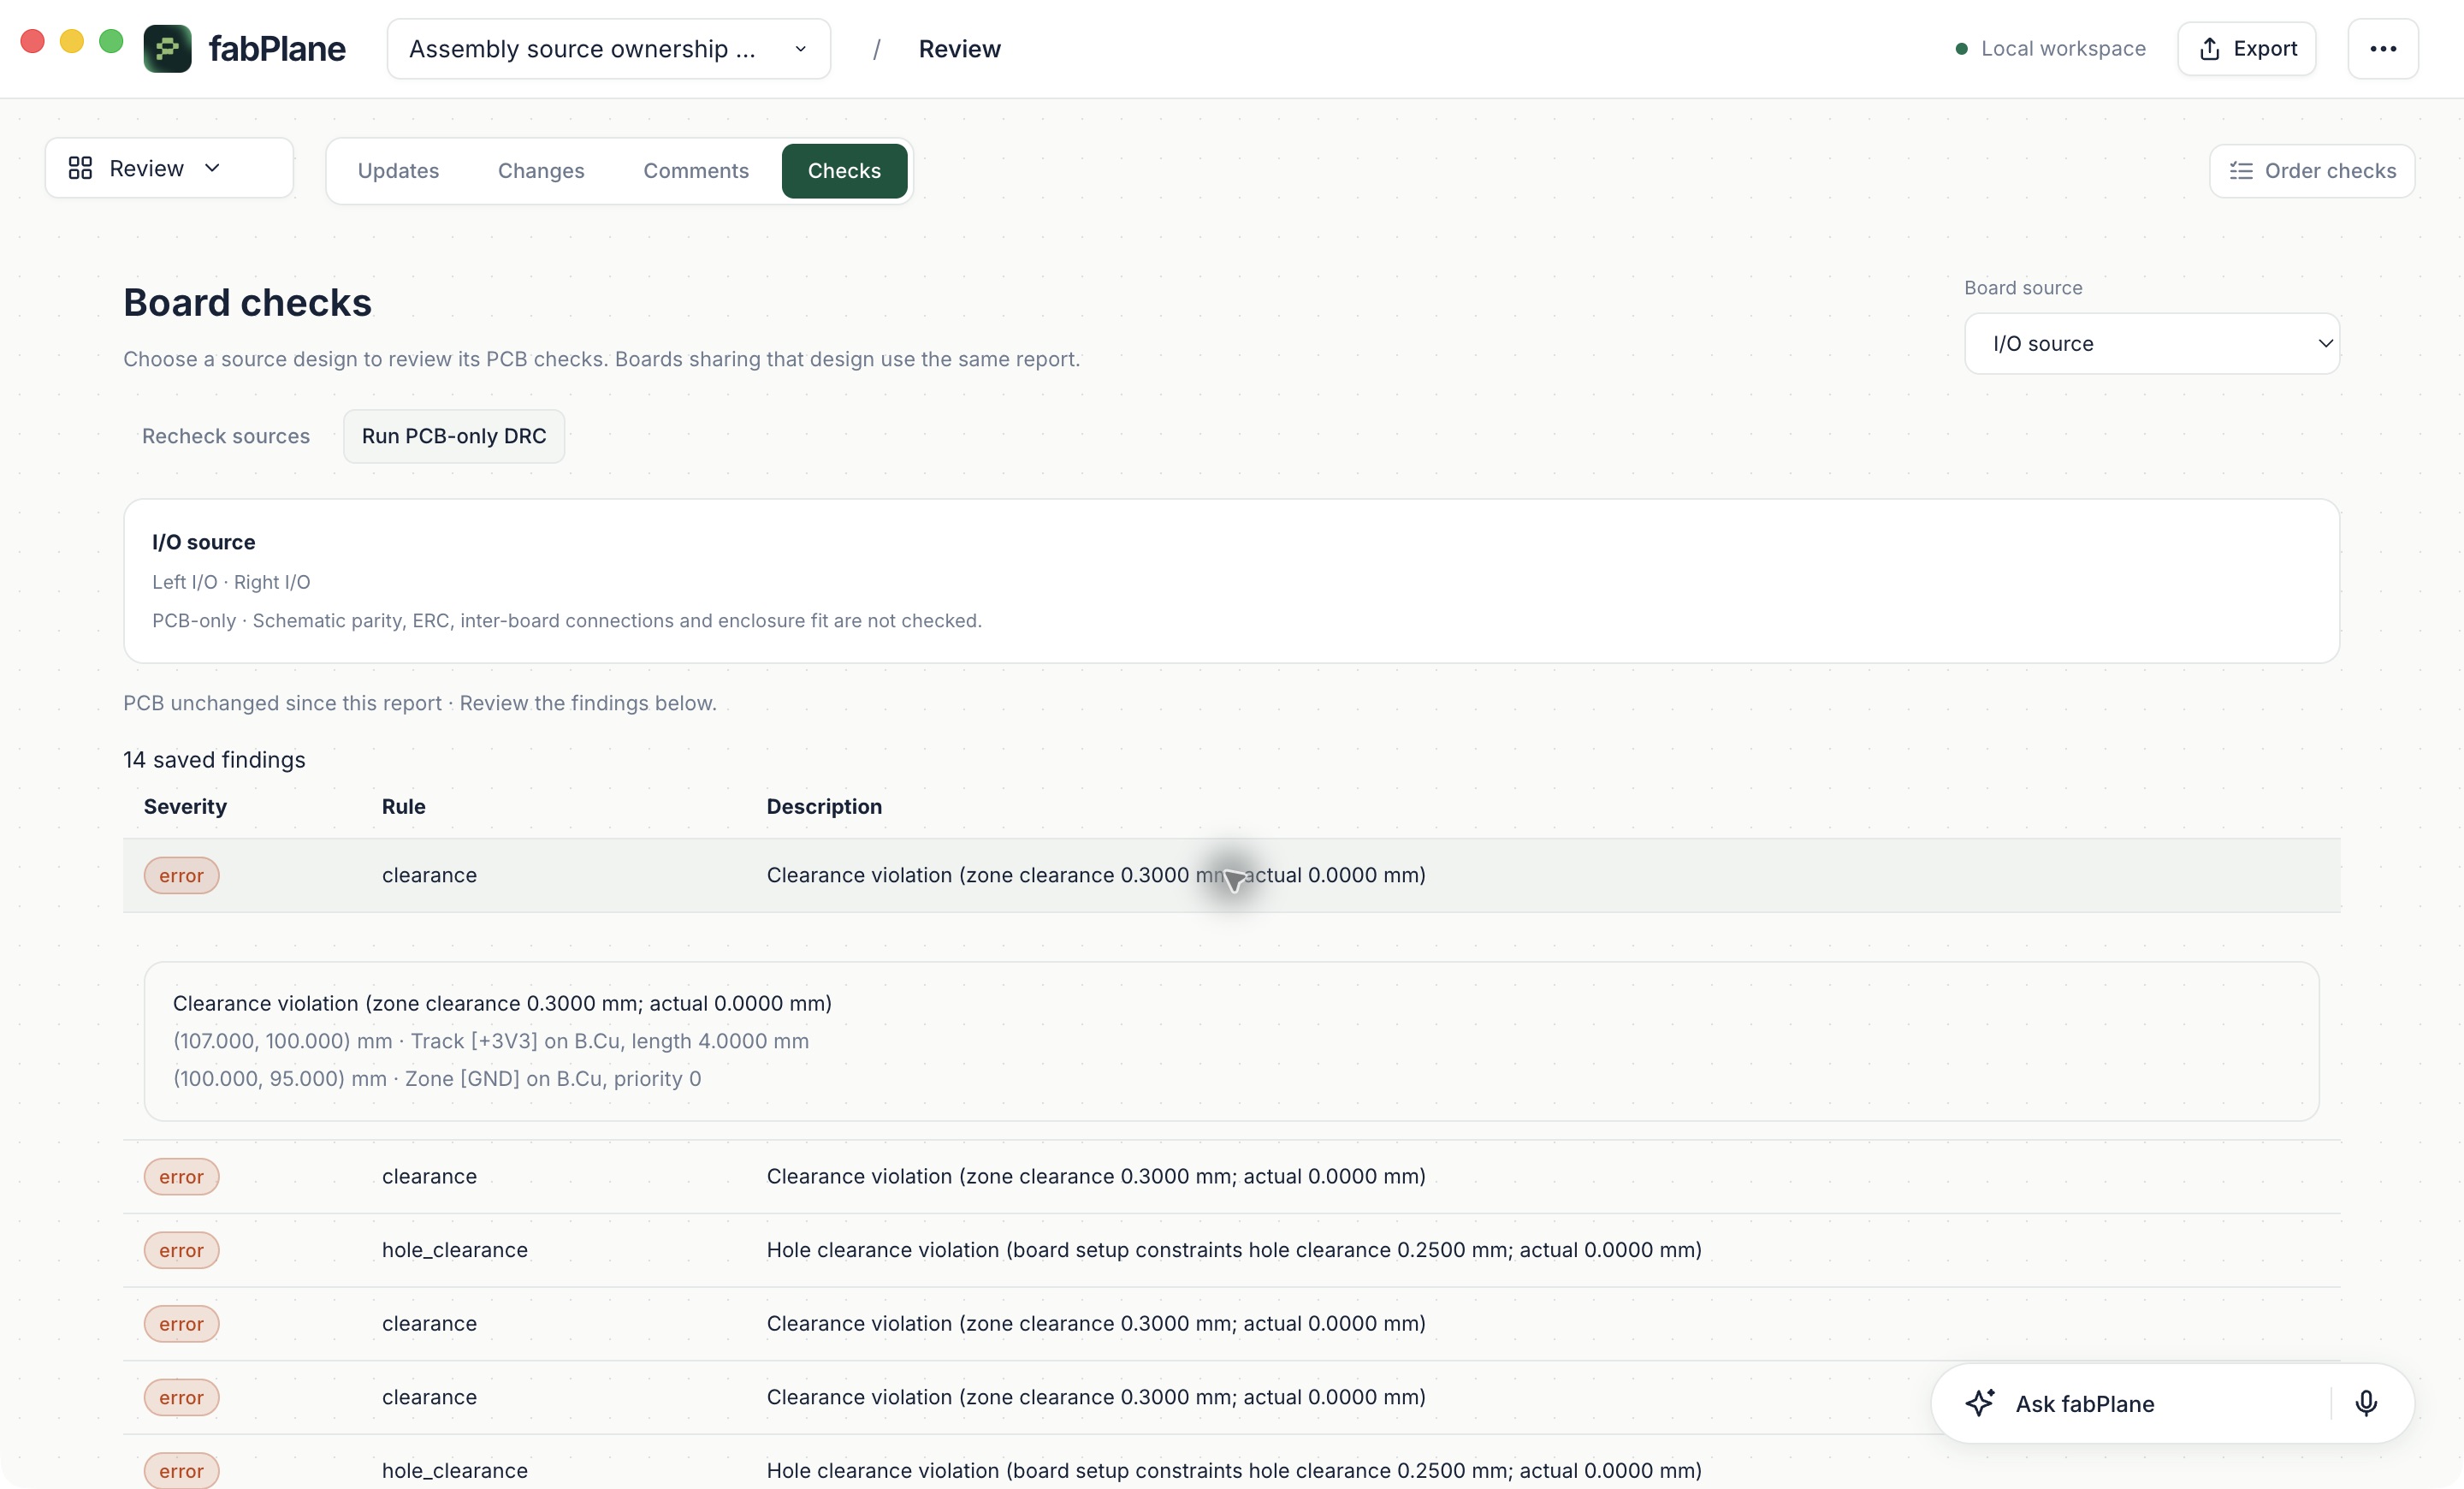 fabPlane
Assembly source ownership ...
/
Review
Local workspace
Export
Review
Updates
Changes
Comments
Checks
Order checks
Board checks
Board source
Choose a source design to review its PCB checks. Boards sharing that design use the same report.
I/O source
Recheck sources
Run PCB-only DRC
I/O source
Left I/O · Right I/O
PCB-only · Schematic parity, ERC, inter-board connections and enclosure fit are not checked.
PCB unchanged since this report · Review the findings below.
14 saved findings
Severity Rule Description
error clearance Clearance violation (zone clearance 0.3000 mm; actual 0.0000 mm)
Clearance violation (zone clearance 0.3000 mm; actual 0.0000 mm)
(107.000, 100.000) mm · Track [+3V3] on B.Cu, length 4.0000 mm
(100.000, 95.000) mm · Zone [GND] on B.Cu, priority 0
error clearance Clearance violation (zone clearance 0.3000 mm; actual 0.0000 mm)
error hole_clearance Hole clearance violation (board setup constraints hole clearance 0.2500 mm; actual 0.0000 mm)
error clearance Clearance violation (zone clearance 0.3000 mm; actual 0.0000 mm)
error clearance Clearance violation (zone clearance 0.3000 mm; actual 0.0000 mm)
Ask fabPlane
error hole_clearance Hole clearance violation (board setup constraints hole clearance 0.2500 mm; actual 0.0000 mm)